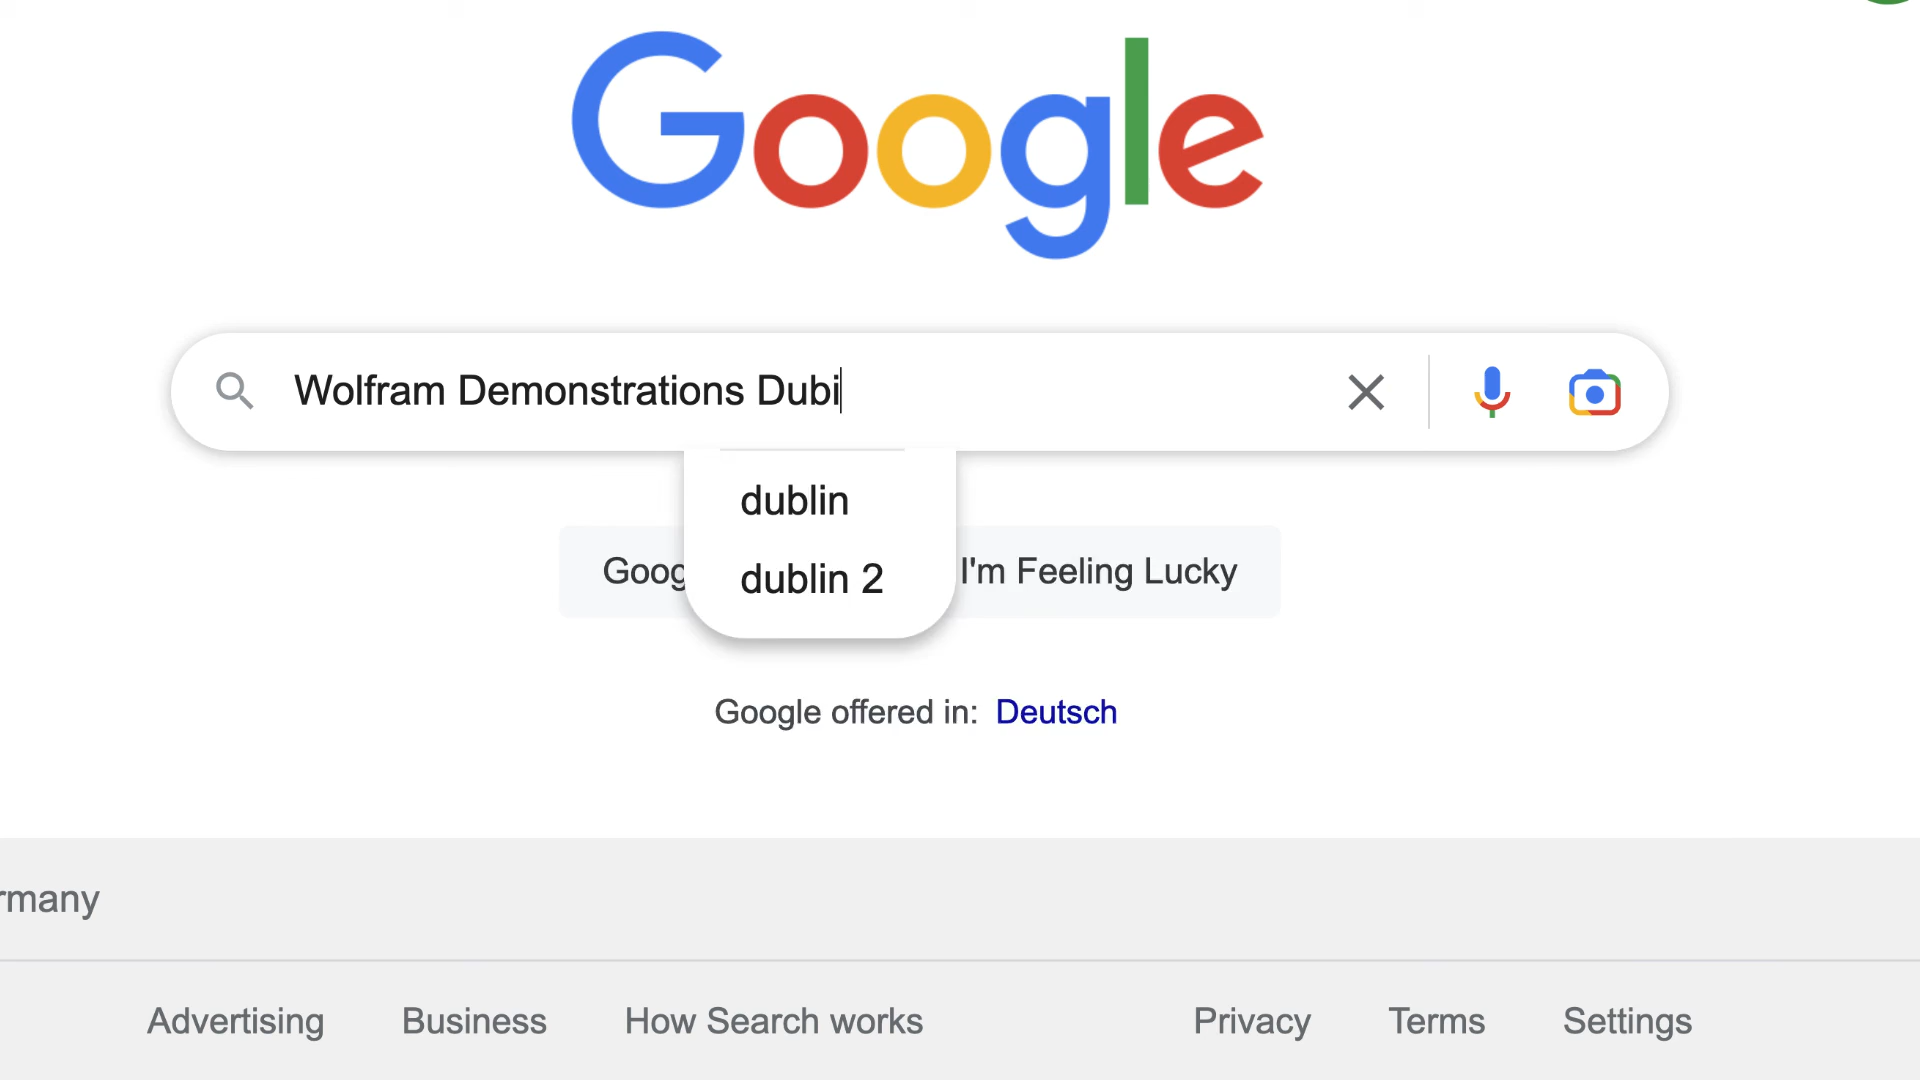 Google
Wolfram Demonstrations Dubi
dublin
dublin 2
Goog
I'm Feeling Lucky
Google offered in: Deutsch
rmany
Advertising Business How Search works Privacy Terms Settings